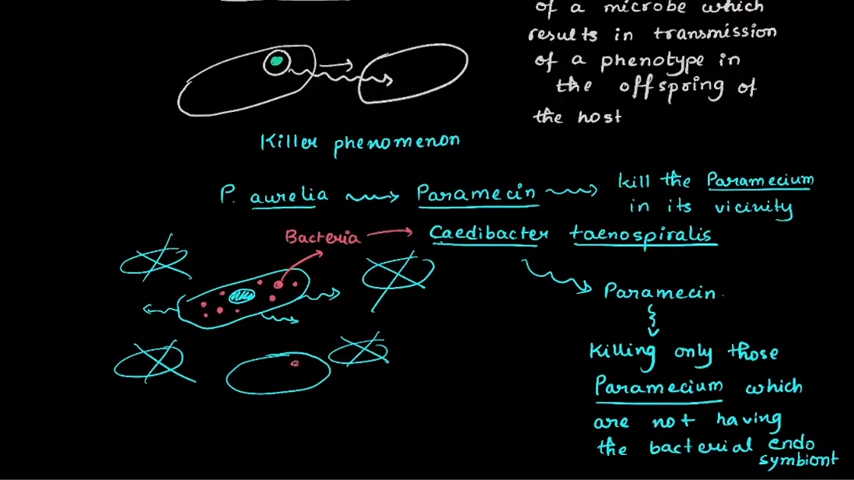 of a microbe which
results in transmission
of a phenotype in
the offspring of
the host
Killer phenomenon
P. aurelia → Paramecin → kill the Paramecium
in its vicinity
Bacteria → Caedibacter taenospiralis
Paramecin.
Killing only those
Paramecium which
are not having
the bacterial endo
symbiont